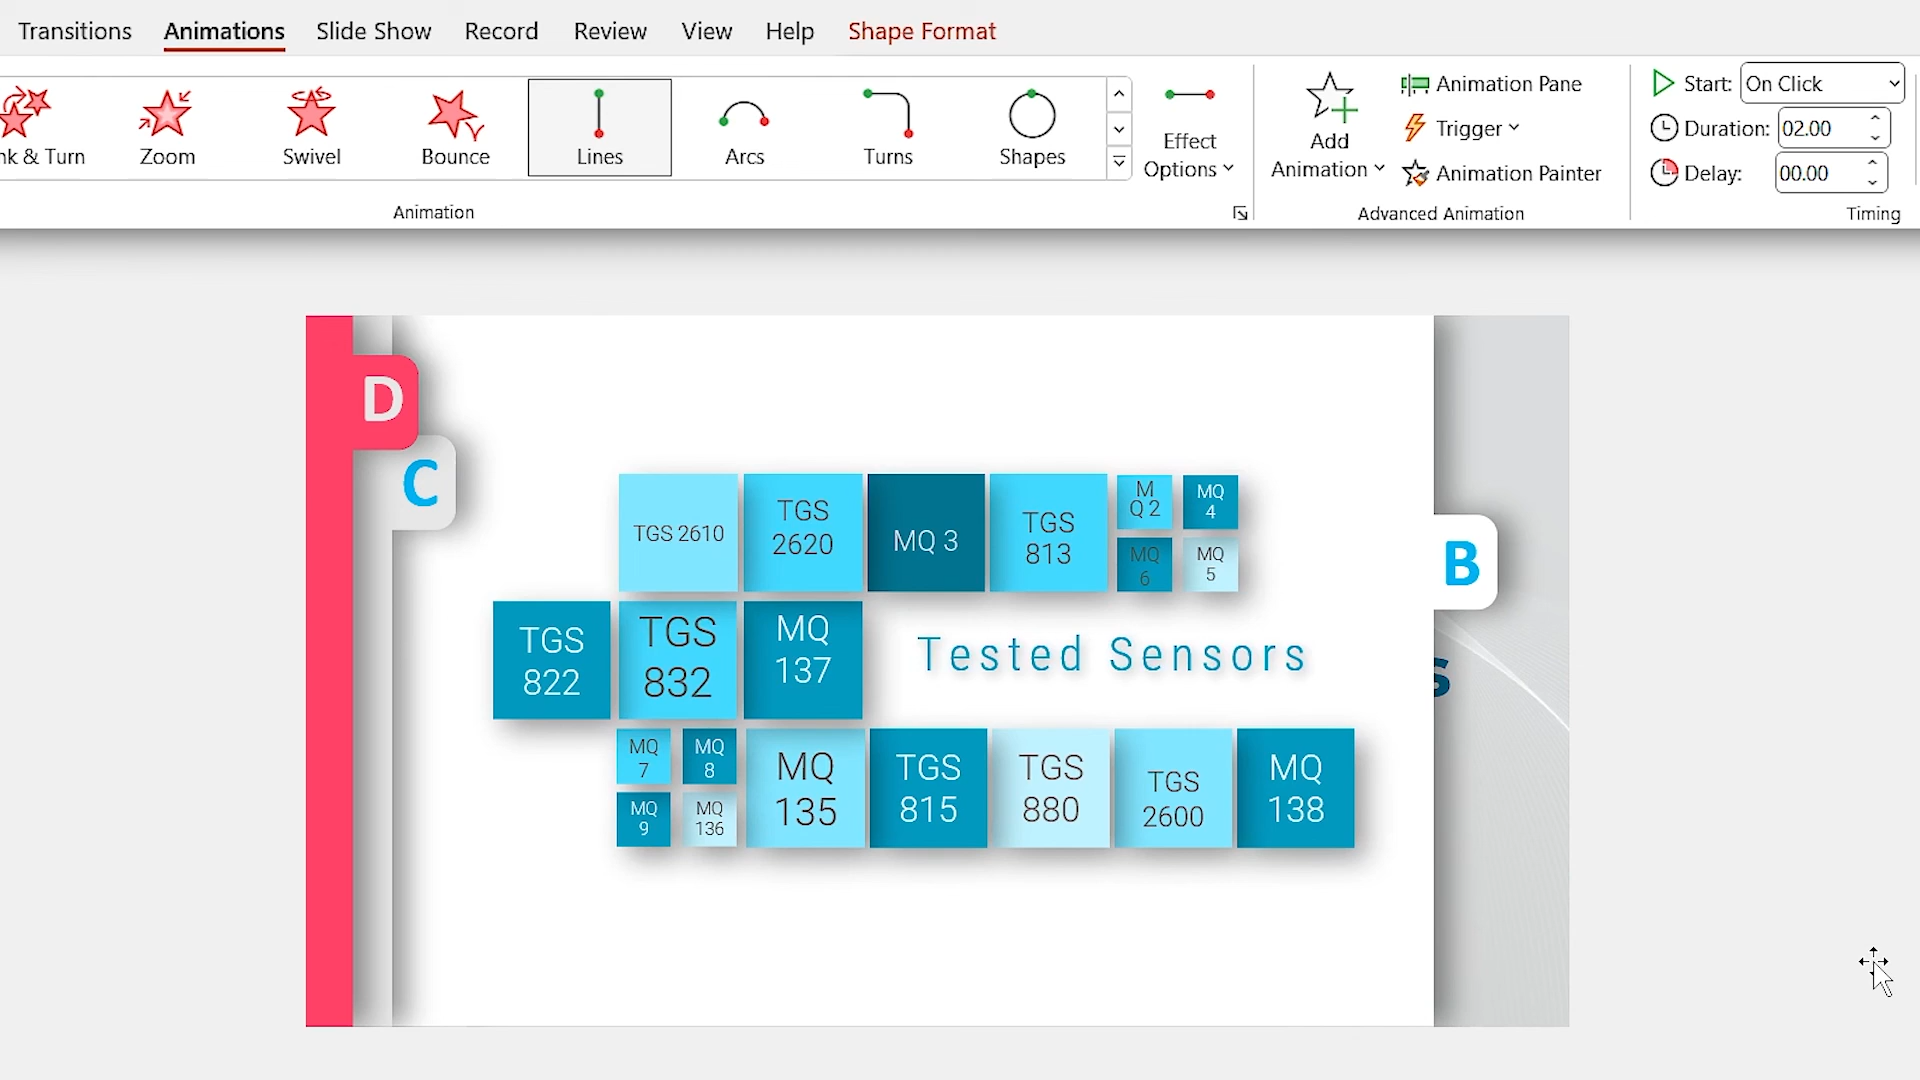 Transitions
Animations
Slide Show
Record
Review
View
Help
Shape Format
nk & Turn
Zoom
Swivel
Bounce
Lines
Arcs
Turns
Shapes
Effect
Options
Add
Animation
Animation Pane
Trigger
Animation Painter
Start:
On Click
Duration:
02.00
Delay:
00.00
Animation
Advanced Animation
Timing
D
C
B
s
TGS 2610
TGS
2620
MQ 3
TGS
813
M
Q 2
MQ
4
MQ
6
MQ
5
TGS
822
TGS
832
MQ
137
Tested Sensors
MQ
7
MQ
8
MQ
9
MQ
136
MQ
135
TGS
815
TGS
880
TGS
2600
MQ
138